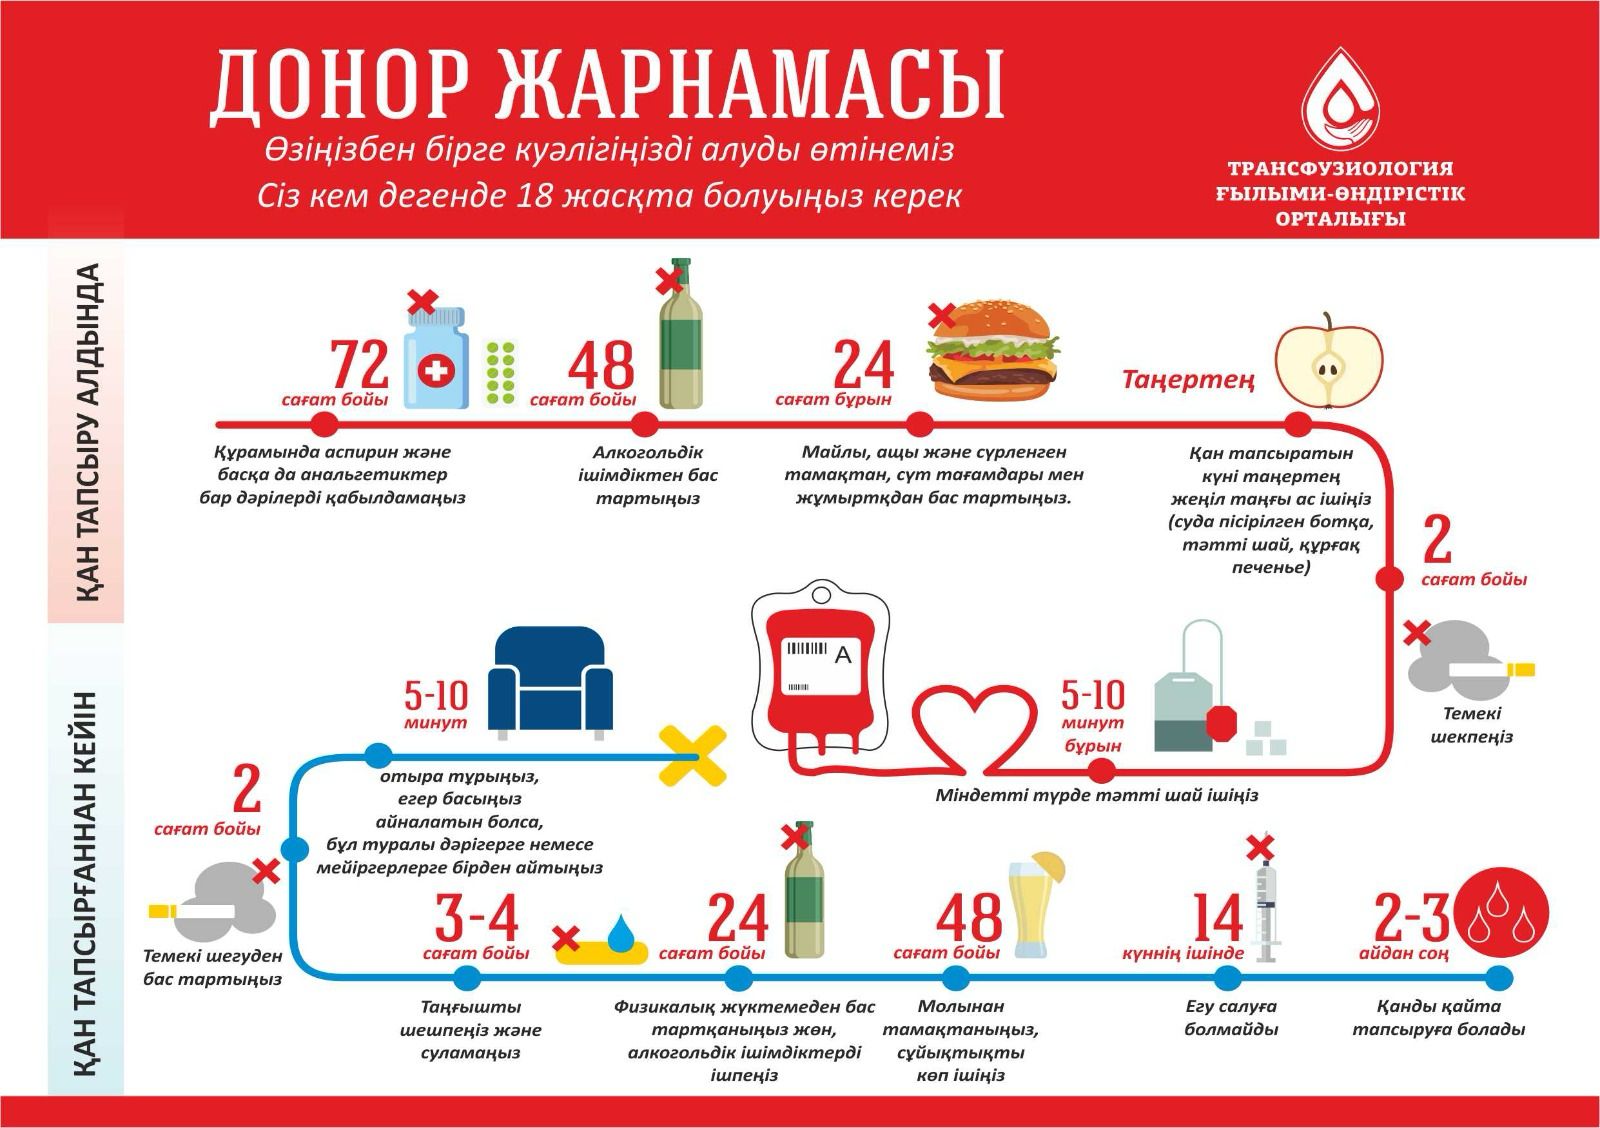 ДОНОР ЖАРНАМАСЫ
Өзіңізбен бірге куәлігіңізді алуды өтінеміз
Сіз кем дегенде 18 жасқта болуыңыз керек
ТРАНСФУЗИОЛОГИЯ
ҒЫЛЫМИ-ӨНДІРІСТІК
ОРТАЛЫҒЫ
ҚАН ТАПСЫРУ АЛДЫНДА
72
сағат бойы
Құрамында аспирин және
басқа да анальгетиктер
бар дәрілерді қабылдамаңыз
48
сағат бойы
Алкогольдік
ішімдіктен бас
тартыңыз
24
сағат бұрын
Майлы, ащы және сүрленген
тамақтан, сүт тағамдары мен
жұмыртқдан бас тартыңыз.
Таңертең
Қан тапсыратын
күні таңертең
жеңіл таңғы ас ішіңіз
(суда пісірілген ботқа,
тәтті шай, құрғақ
печенье)
2
сағат бойы
Темекі
шекпеңіз
5-10
минут
бұрын
Міндетті түрде тәтті шай ішіңіз
A
ҚАН ТАПСЫРҒАННАН КЕЙІН
5-10
минут
отыра тұрыңыз,
егер басыңыз
айналатын болса,
бұл туралы дәрігерге немесе
мейіргерлерге бірден айтыңыз
2
сағат бойы
Темекі шегуден
бас тартыңыз
3-4
сағат бойы
Таңғышты
шешпеңіз және
суламаңыз
24
сағат бойы
Физикалық жүктемеден бас
тартқаныңыз жөн,
алкогольдік ішімдіктерді
ішпеңіз
48
сағат бойы
Молынан
тамақтаныңыз,
сұйықтықты
көп ішіңіз
14
күннің ішінде
Егу салуға
болмайды
2-3
айдан соң
Қанды қайта
тапсыруға болады